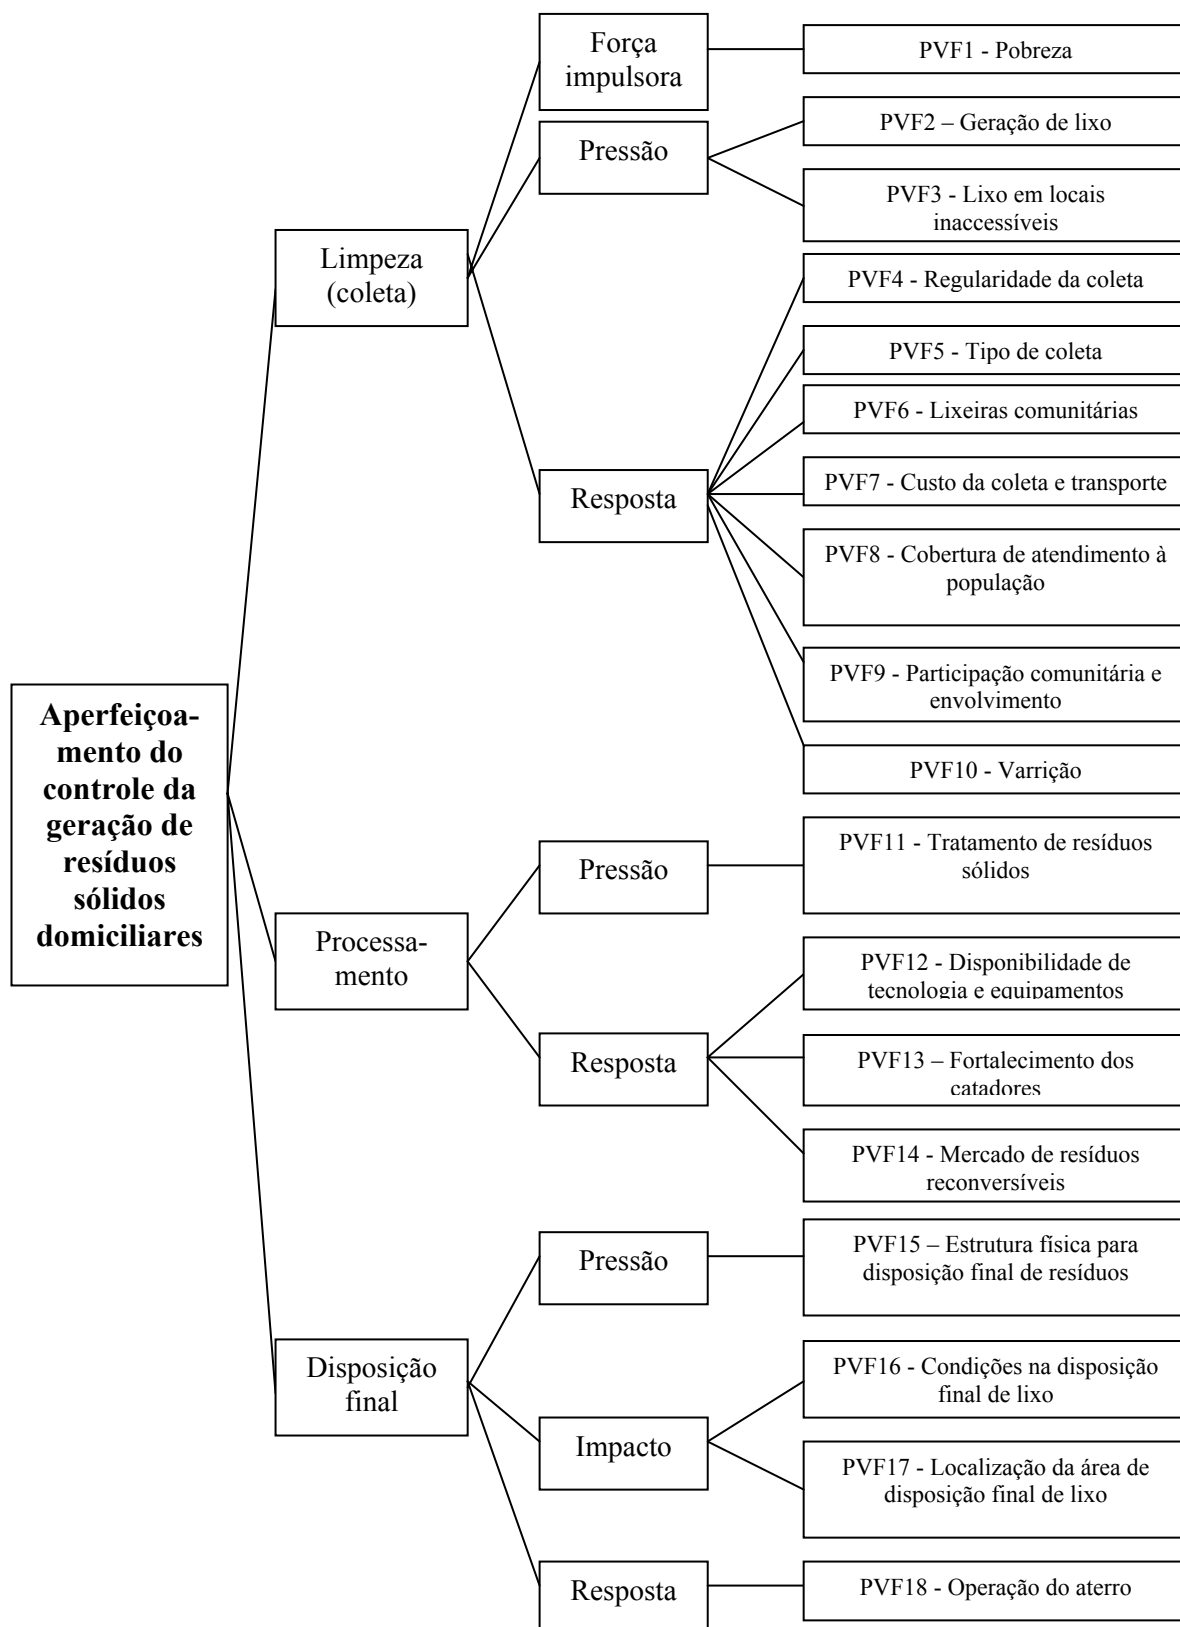 Força
impulsora
PVF1 - Pobreza
Pressão
PVF2 – Geração de lixo
PVF3 - Lixo em locais
inaccessíveis
Limpeza
(coleta)
PVF4 - Regularidade da coleta
PVF5 - Tipo de coleta
PVF6 - Lixeiras comunitárias
Resposta
PVF7 - Custo da coleta e transporte
PVF8 - Cobertura de atendimento à
população
PVF9 - Participação comunitária e
envolvimento
PVF10 - Varrição
Aperfeiçoa-
mento do
controle da
geração de
resíduos
sólidos
domiciliares
Pressão
PVF11 - Tratamento de resíduos
sólidos
Processa-
mento
PVF12 - Disponibilidade de
tecnologia e equipamentos
Resposta
PVF13 – Fortalecimento dos
catadores
PVF14 - Mercado de resíduos
reconversíveis
Pressão
PVF15 – Estrutura física para
disposição final de resíduos
Disposição
final
PVF16 - Condições na disposição
final de lixo
Impacto
PVF17 - Localização da área de
disposição final de lixo
Resposta
PVF18 - Operação do aterro